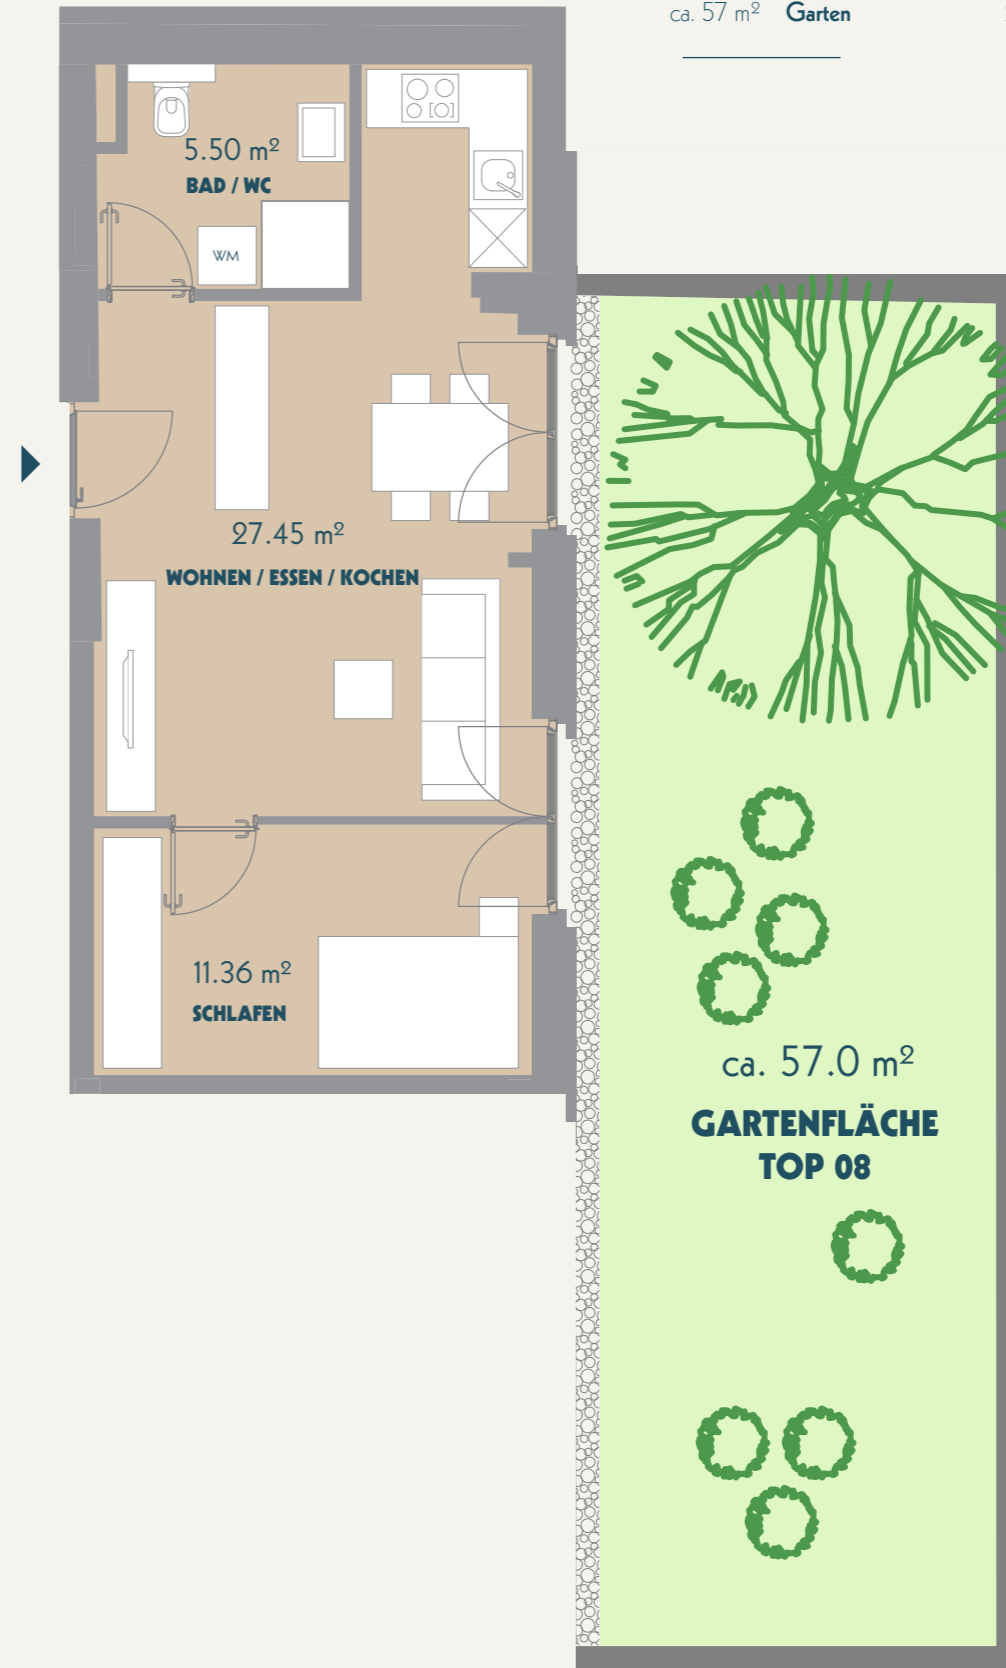 ca. 57 m² Garten
5.50 m²
BAD / WC
WM
27.45 m²
WOHNEN / ESSEN / KOCHEN
11.36 m²
SCHLAFEN
ca. 57.0 m²
GARTENFLÄCHE
TOP 08